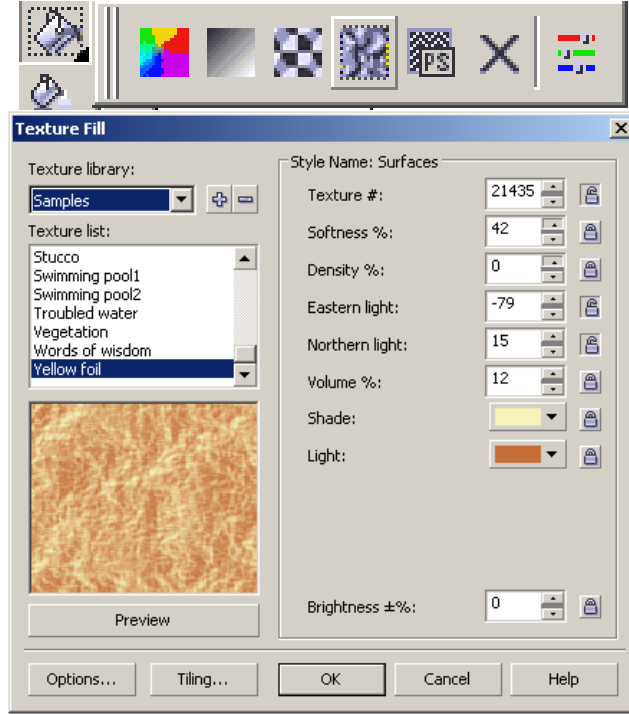 PS
Texture Fill
Texture library:
Samples
Texture list:
Stucco
Swimming pool1
Swimming pool2
Troubled water
Vegetation
Words of wisdom
Yellow foil
Preview
Style Name: Surfaces
Texture #: 21435
Softness %: 42
Density %: 0
Eastern light: -79
Northern light: 15
Volume %: 12
Shade:
Light:
Brightness ±%: 0
Options... Tiling... OK Cancel Help